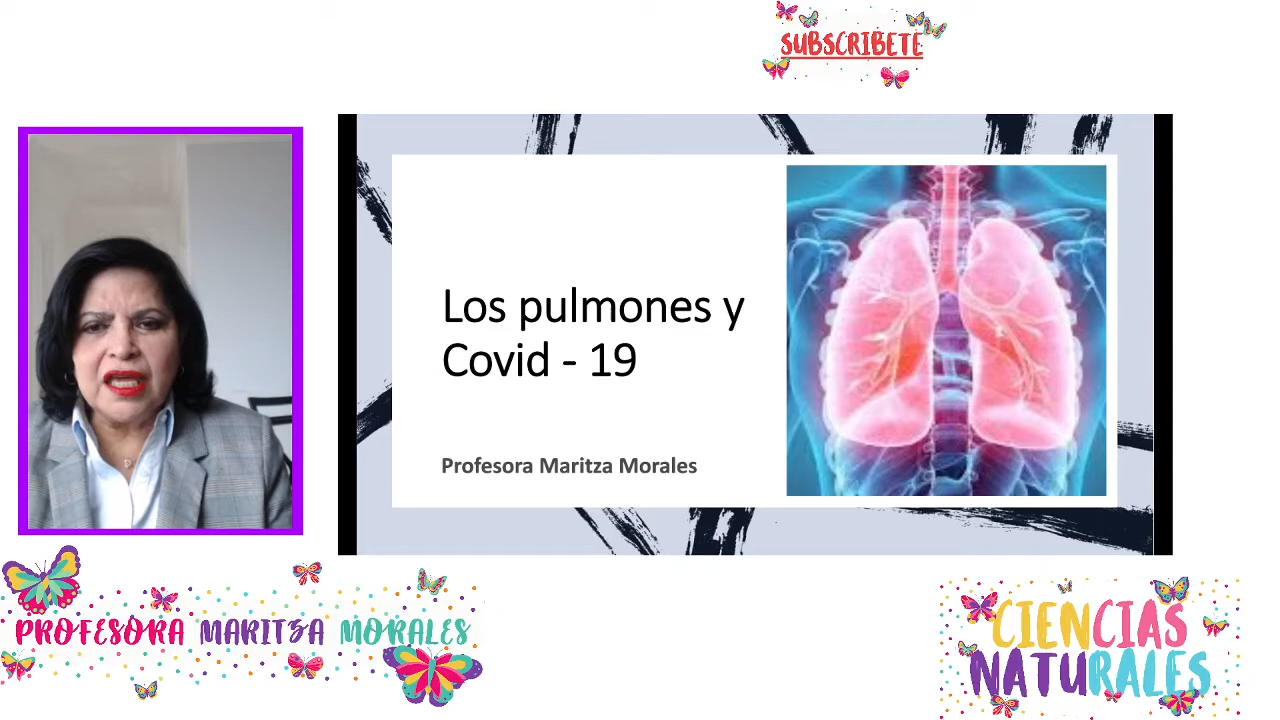 SUBSCRIBETE
Los pulmones y
Covid - 19
Profesora Maritza Morales
PROFESORA MARITZA MORALES
CIENCIAS
NATURALES